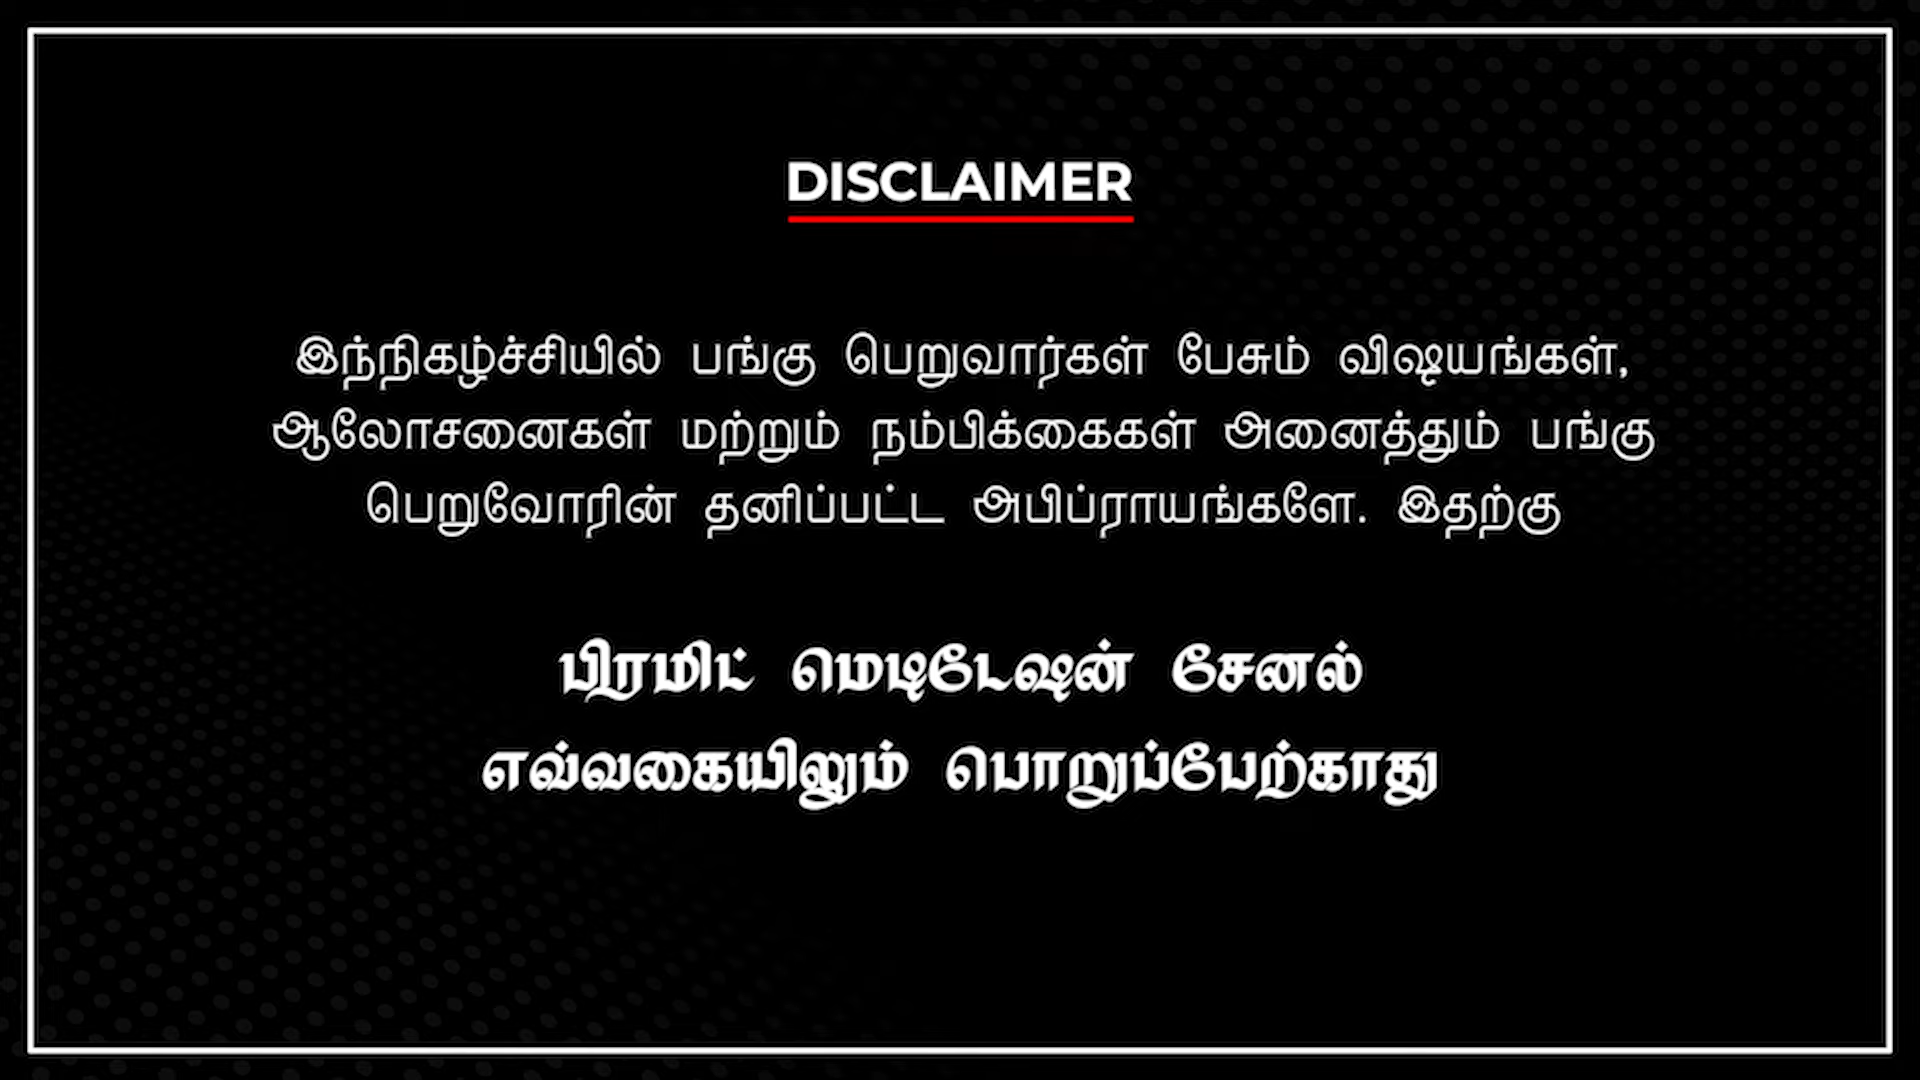 DISCLAIMER
இந்நிகழ்ச்சியில் பங்கு பெறுவார்கள் பேசும் விஷயங்கள்,
ஆலோசனைகள் மற்றும் நம்பிக்கைகள் அனைத்தும் பங்கு
பெறுவோரின் தனிப்பட்ட அபிப்ராயங்களே. இதற்கு
பிரமிட் மெடிடேஷன் சேனல்
எவ்வகையிலும் பொறுப்பேற்காது